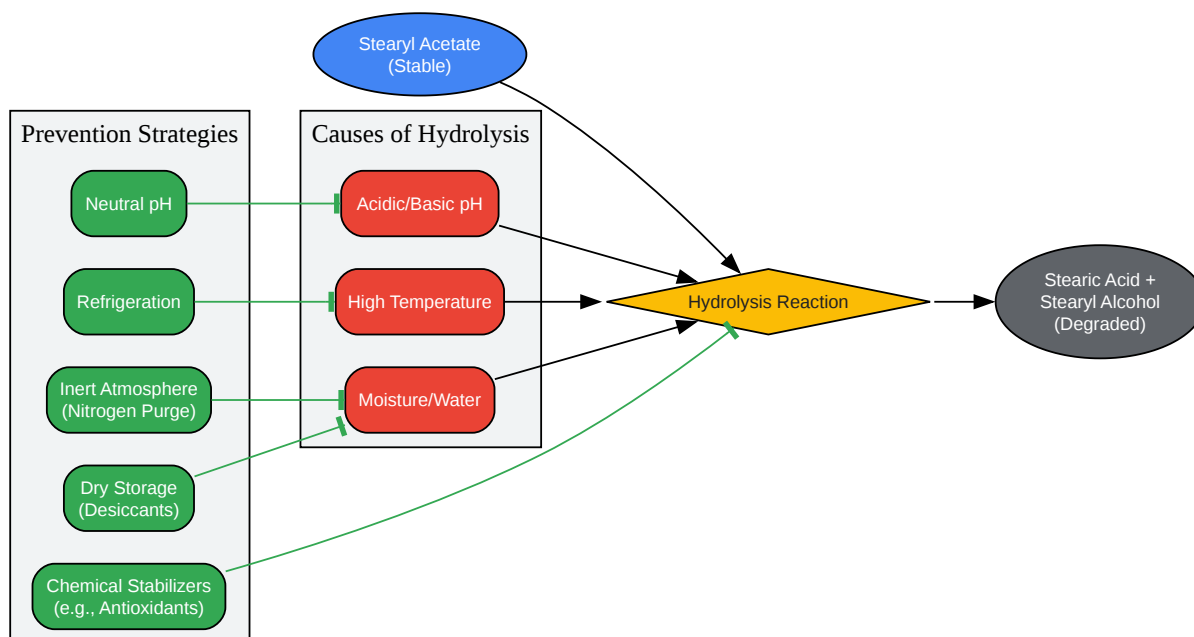 Stearyl Acetate
(Stable)
Prevention Strategies
Neutral pH
Refrigeration
Inert Atmosphere
(Nitrogen Purge)
Dry Storage
(Desiccants)
Chemical Stabilizers
(e.g., Antioxidants)
Causes of Hydrolysis
Acidic/Basic pH
High Temperature
Moisture/Water
Hydrolysis Reaction
Stearic Acid +
Stearyl Alcohol
(Degraded)